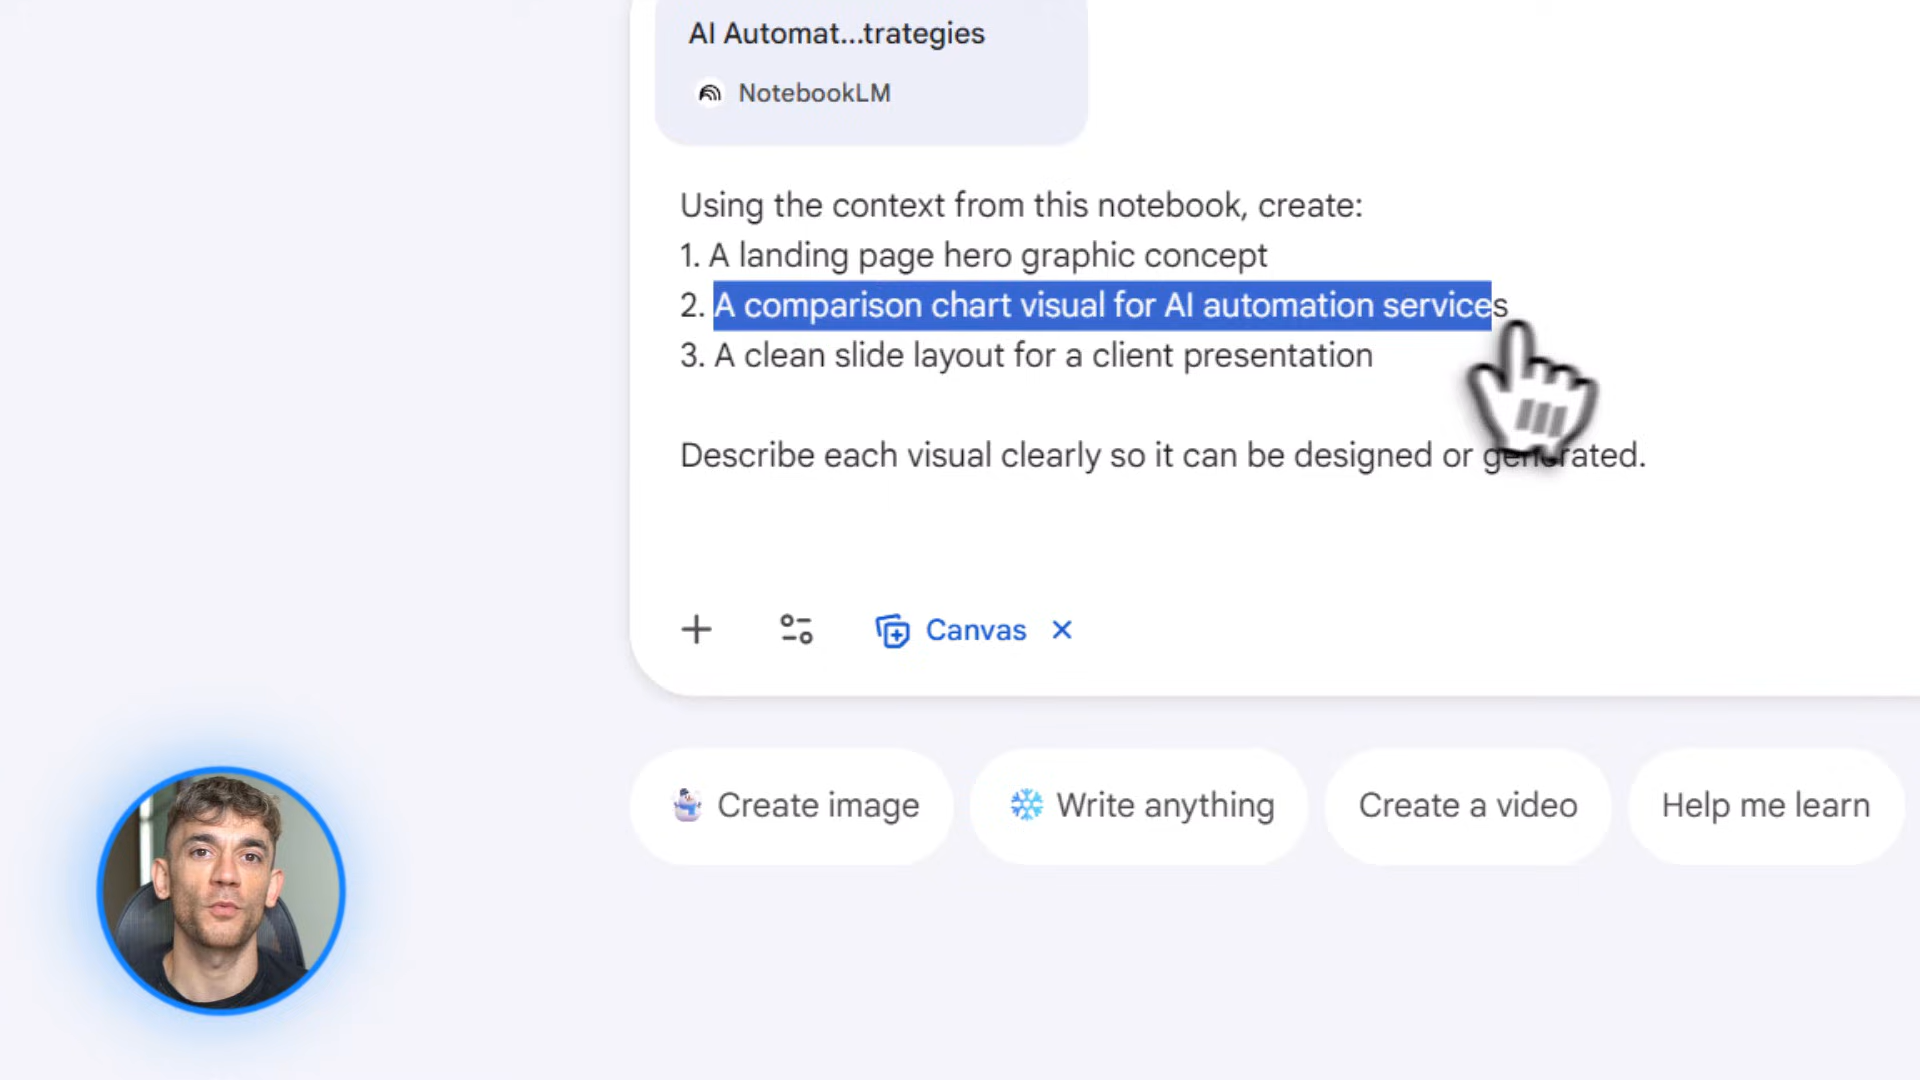 AI Automat...trategies
NotebookLM
Using the context from this notebook, create:
1. A landing page hero graphic concept
2. A comparison chart visual for AI automation services
3. A clean slide layout for a client presentation
Describe each visual clearly so it can be designed or generated.
Canvas
Create image
Write anything
Create a video
Help me learn